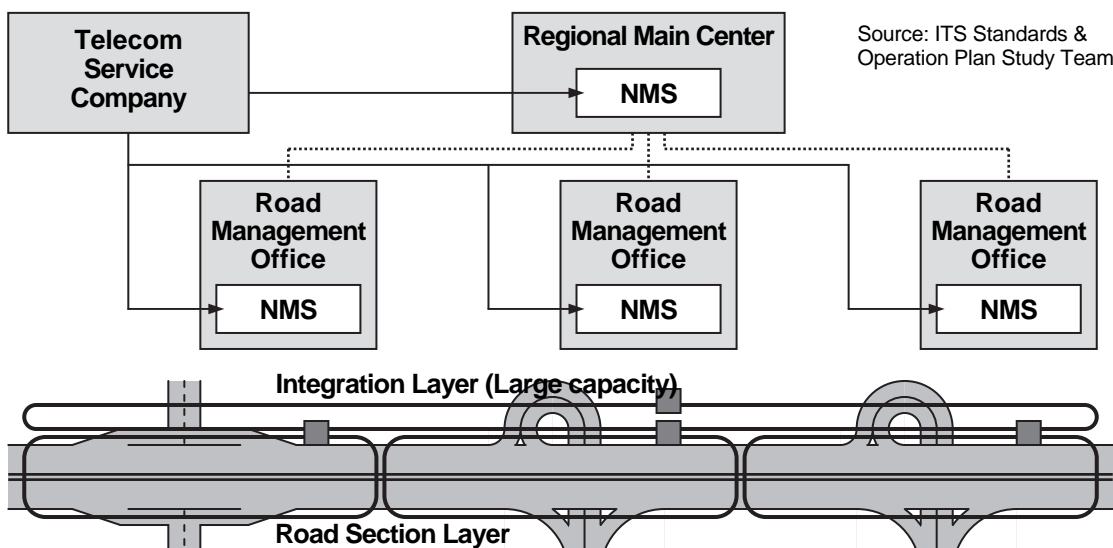 Telecom
Service
Company
Regional Main Center
NMS
Source: ITS Standards &
Operation Plan Study Team
Road
Management
Office
NMS
Road
Management
Office
NMS
Road
Management
Office
NMS
Integration Layer (Large capacity)
Road Section Layer